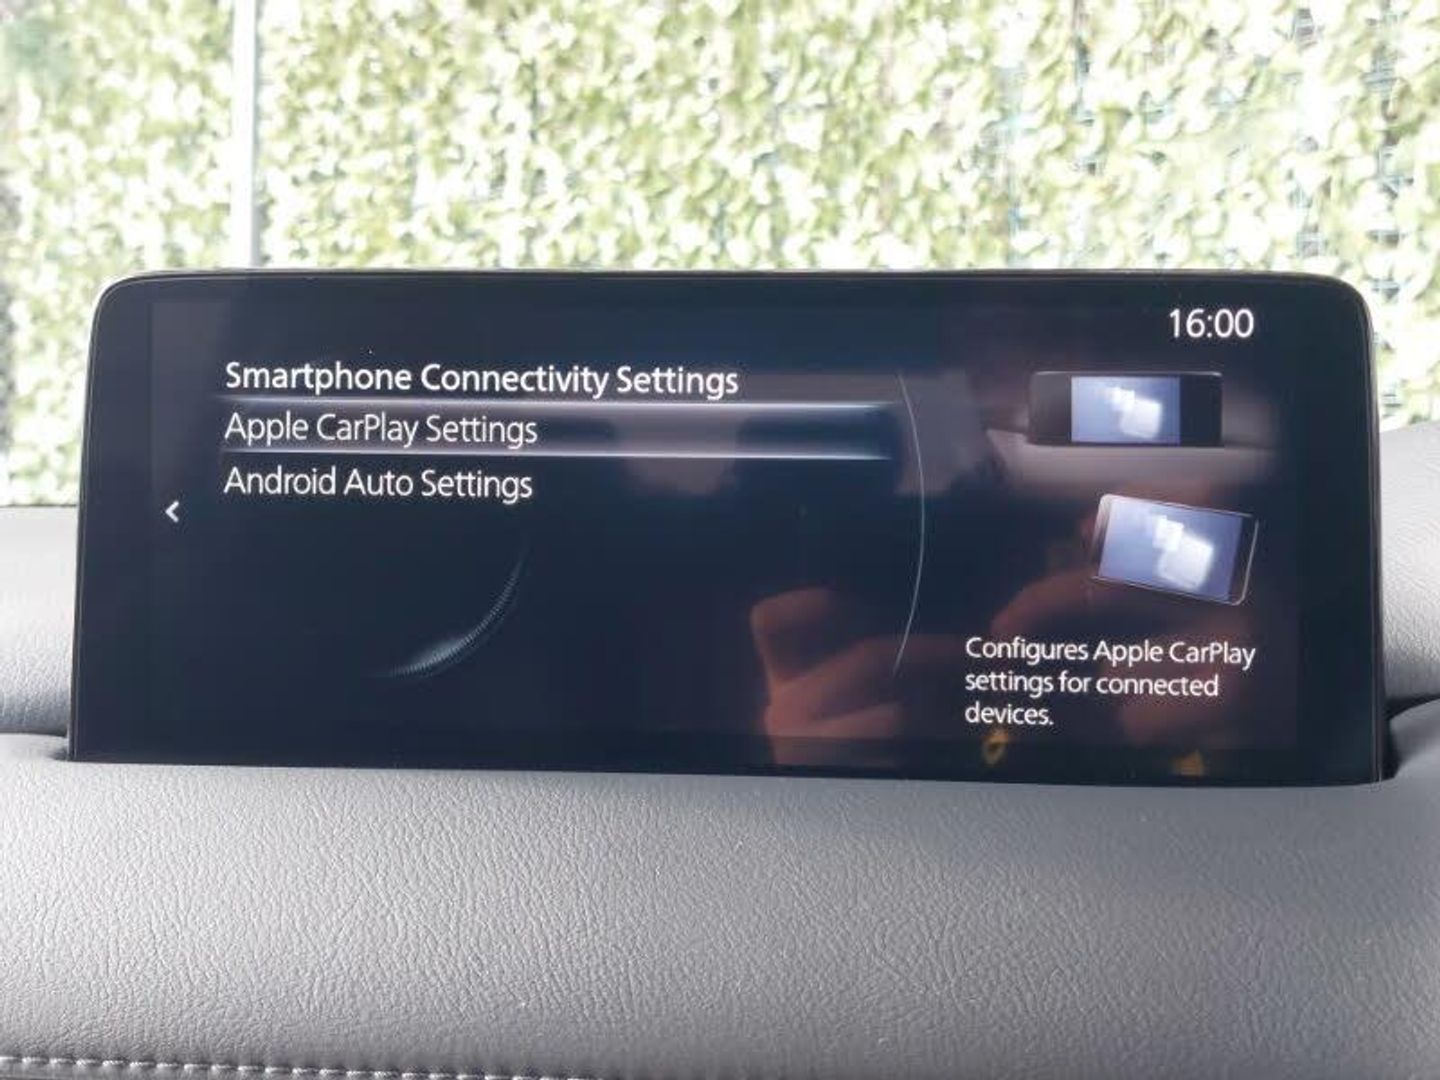 16:00
Smartphone Connectivity Settings
Apple CarPlay Settings
Android Auto Settings
Configures Apple CarPlay
settings for connected
devices.